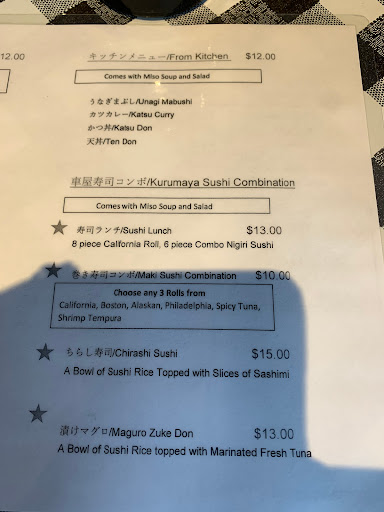 12.00
キッチンメニュー/From Kitchen $12.00
Comes with Miso Soup and Salad
うなぎまぶし/Unagi Mabushi
カツカレー/Katsu Curry
かつ丼/Katsu Don
天丼/Ten Don
車屋寿司コンボ/Kurumaya Sushi Combination
Comes with Miso Soup and Salad
★ 寿司ランチ/Sushi Lunch $13.00
8 piece Calfornia Roll, 6 piece Combo Nigiri Sushi
★ 巻き寿司コンボ/Maki Sushi Combination $10.00
Choose any 3 Rolls from
California, Boston, Alaskan, Philadelphia, Spicy Tuna,
Shrimp Tempura
★ ちらし寿司/Chirashi Sushi $15.00
A Bowl of Sushi Rice Topped with Slices of Sashimi
★ 漬けマグロ/Maguro Zuke Don $13.00
A Bowl of Sushi Rice topped with Marinated Fresh Tuna